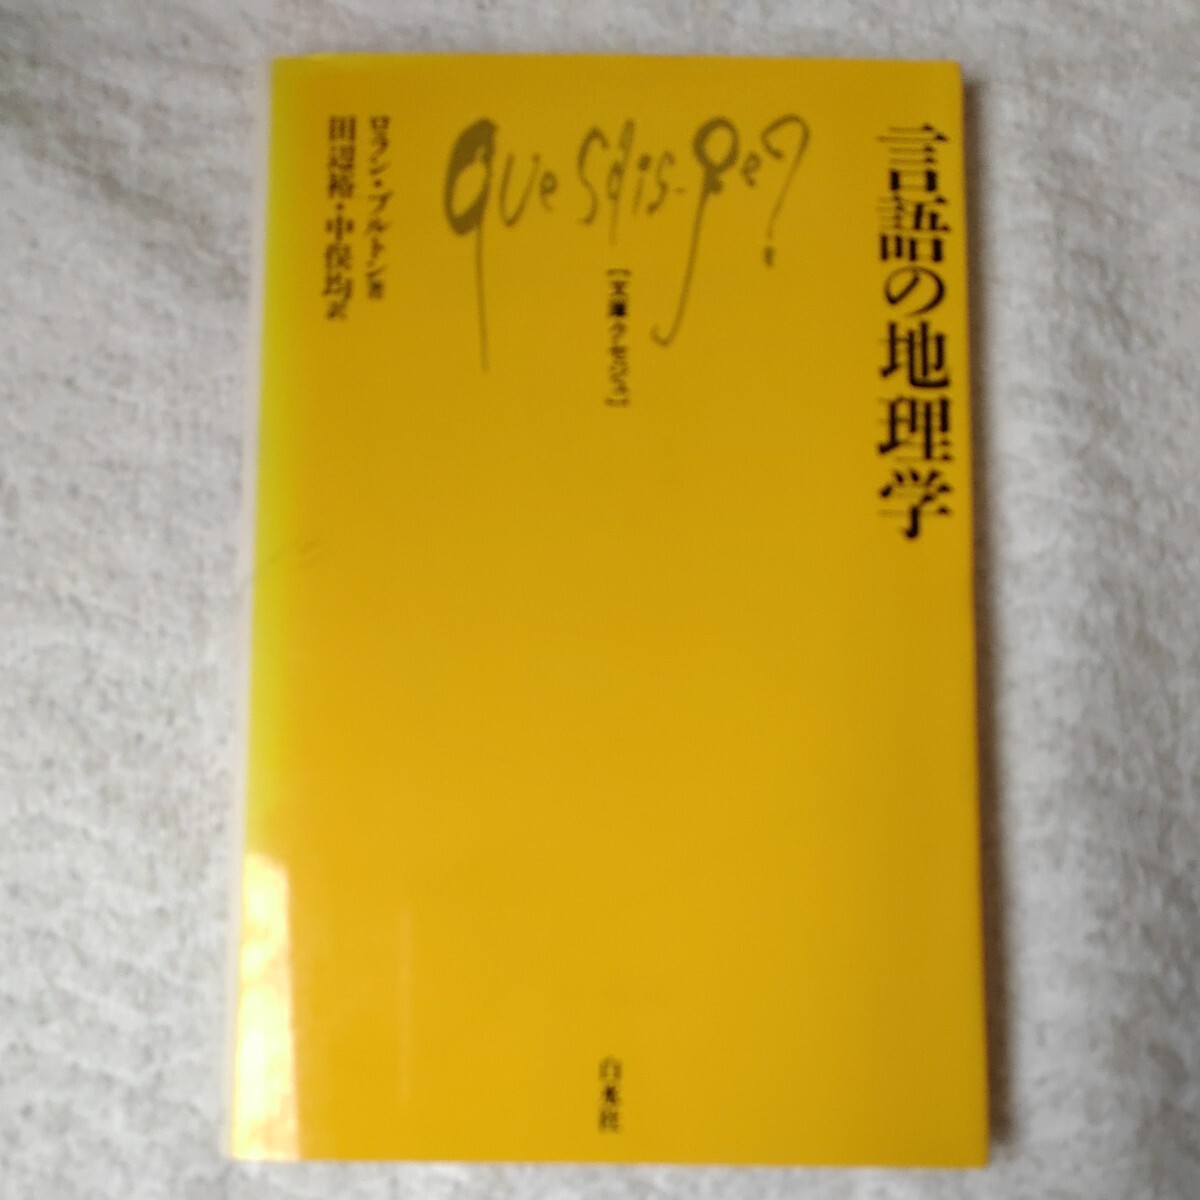 言語の地理学
que sais-je?
【文庫クセジュ】
ロラン・ブルトン著
田辺裕・中俣均訳
白水社